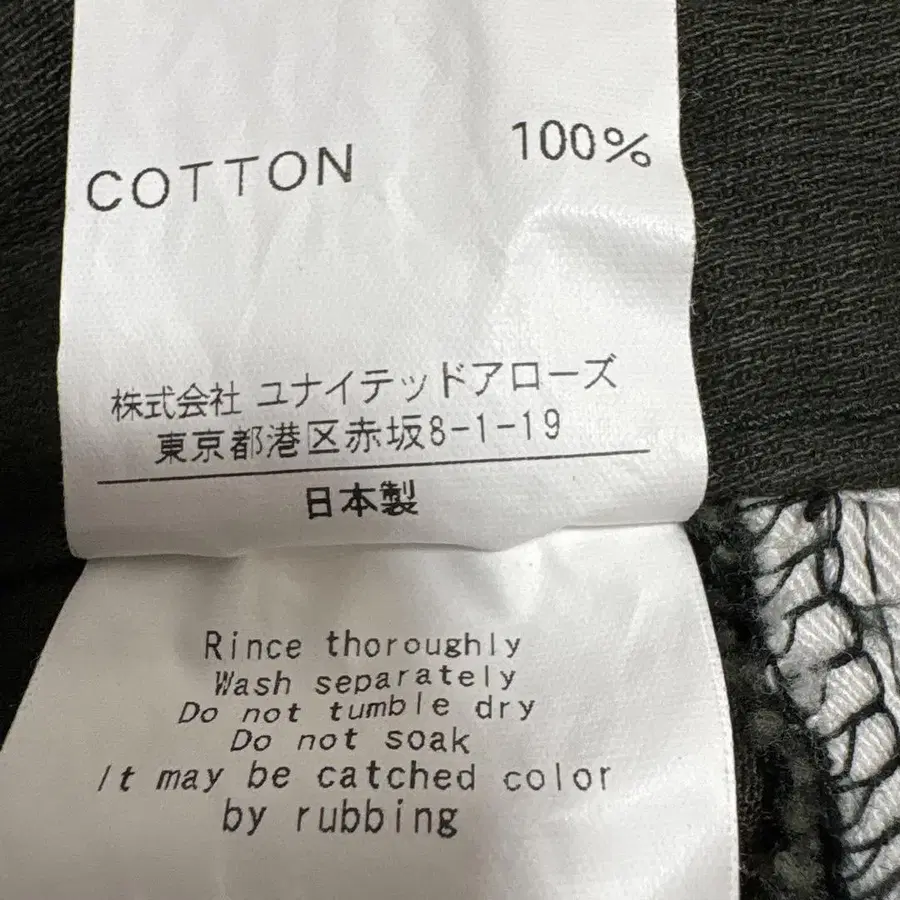 COTTON 100%
株式会社 ユナイテッドアローズ
東京都港区赤坂8-1-19
日本製
Rince thoroughly
Wash separately
Do not tumble dry
Do not soak
It may be catched color
by rubbing